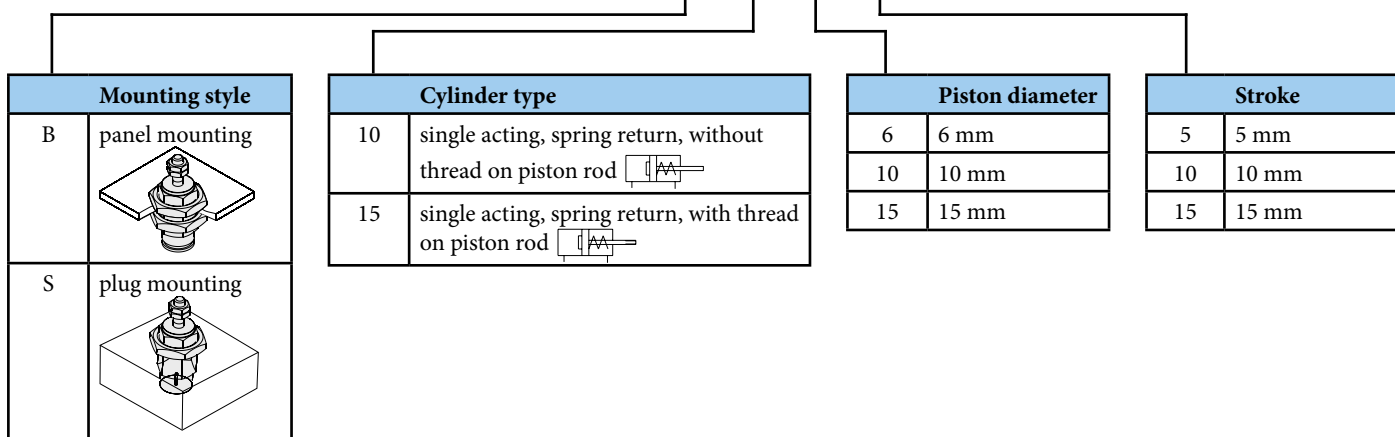 Mounting style
B panel mounting
S plug mounting
Cylinder type
10 single acting, spring return, without
thread on piston rod
15 single acting, spring return, with thread
on piston rod
Piston diameter
6 6 mm
10 10 mm
15 15 mm
Stroke
5 5 mm
10 10 mm
15 15 mm